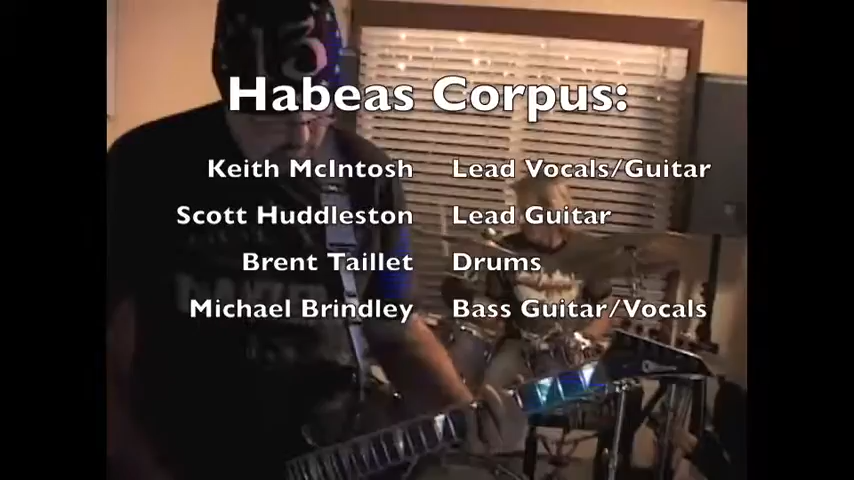 13
Habeas Corpus:
Keith McIntosh Lead Vocals/Guitar
Scott Huddleston Lead Guitar
Brent Taillet Drums
Michael Brindley Bass Guitar/Vocals